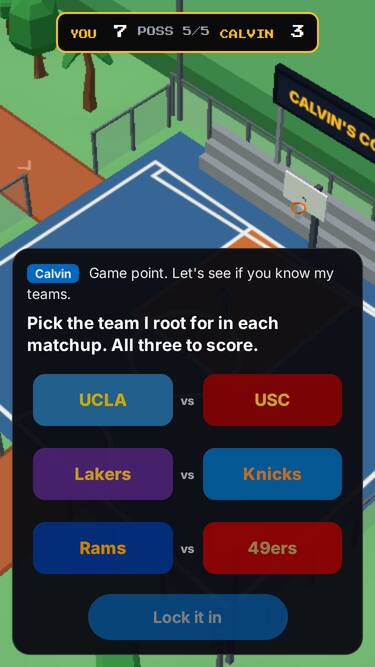 YOU 7 POSS 5/5 CALVIN 3
CALVIN'S CO
Calvin Game point. Let's see if you know my
teams.
Pick the team I root for in each
matchup. All three to score.
UCLA vs USC
Lakers vs Knicks
Rams vs 49ers
Lock it in